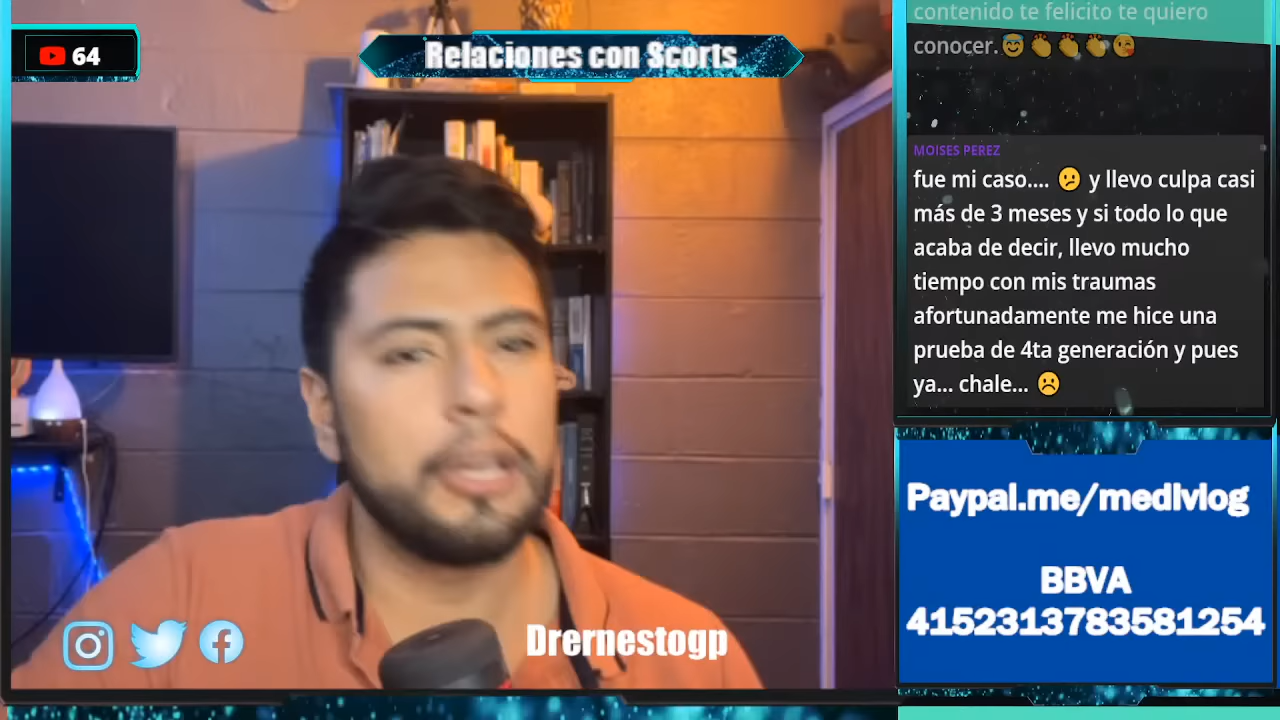 64
Relaciones con Scorts
contenido te felicito te quiero
conocer.😇👏👏👏😘
MOISES PEREZ
fue mi caso.... 😕 y llevo culpa casi
más de 3 meses y si todo lo que
acaba de decir, llevo mucho
tiempo con mis traumas
afortunadamente me hice una
prueba de 4ta generación y pues
ya... chale... ☹️
Paypal.me/medivlog
BBVA
4152313783581254
Drernestogp